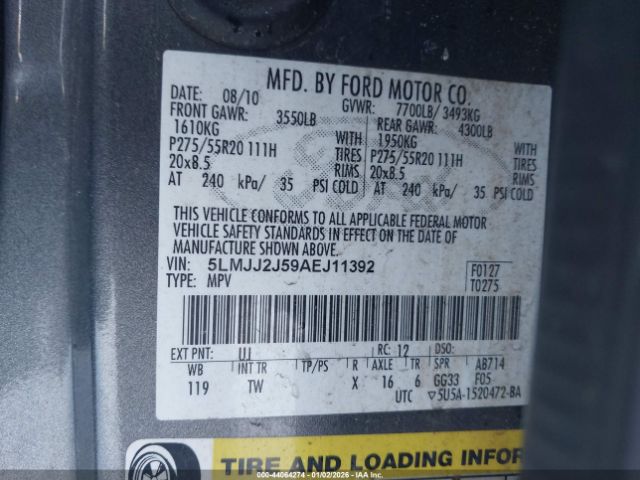 MFD. BY FORD MOTOR CO.
DATE: 08/10 GVWR: 7700LB/ 3493KG
FRONT GAWR: 3550LB REAR GAWR: 4300LB
1610KG WITH 1950KG WITH
P275/55R20 111H TIRES P275/55R20 111H TIRES
20x8.5 RIMS 20x8.5 RIMS
AT 240 kPa/ 35 PSI COLD AT 240 kPa/ 35 PSI COLD
THIS VEHICLE CONFORMS TO ALL APPLICABLE FEDERAL MOTOR
VEHICLE SAFETY STANDARDS IN EFFECT ON THE DATE OF
MANUFACTURE SHOWN ABOVE.
VIN: 5LMJJ2J59AEJ11392 F0127
TYPE: MPV T0275
EXT PNT: UJ RC: 12 DSO:
WB INT TR TP/PS R AXLE TR SPR AB714
119 TW X 16 6 GG33 F05
UTC ▽5U5A-1520472-BA
TIRE AND LOADING INFOR
000-44064274 - 01/02/2026 - IAA Holdings, LLC